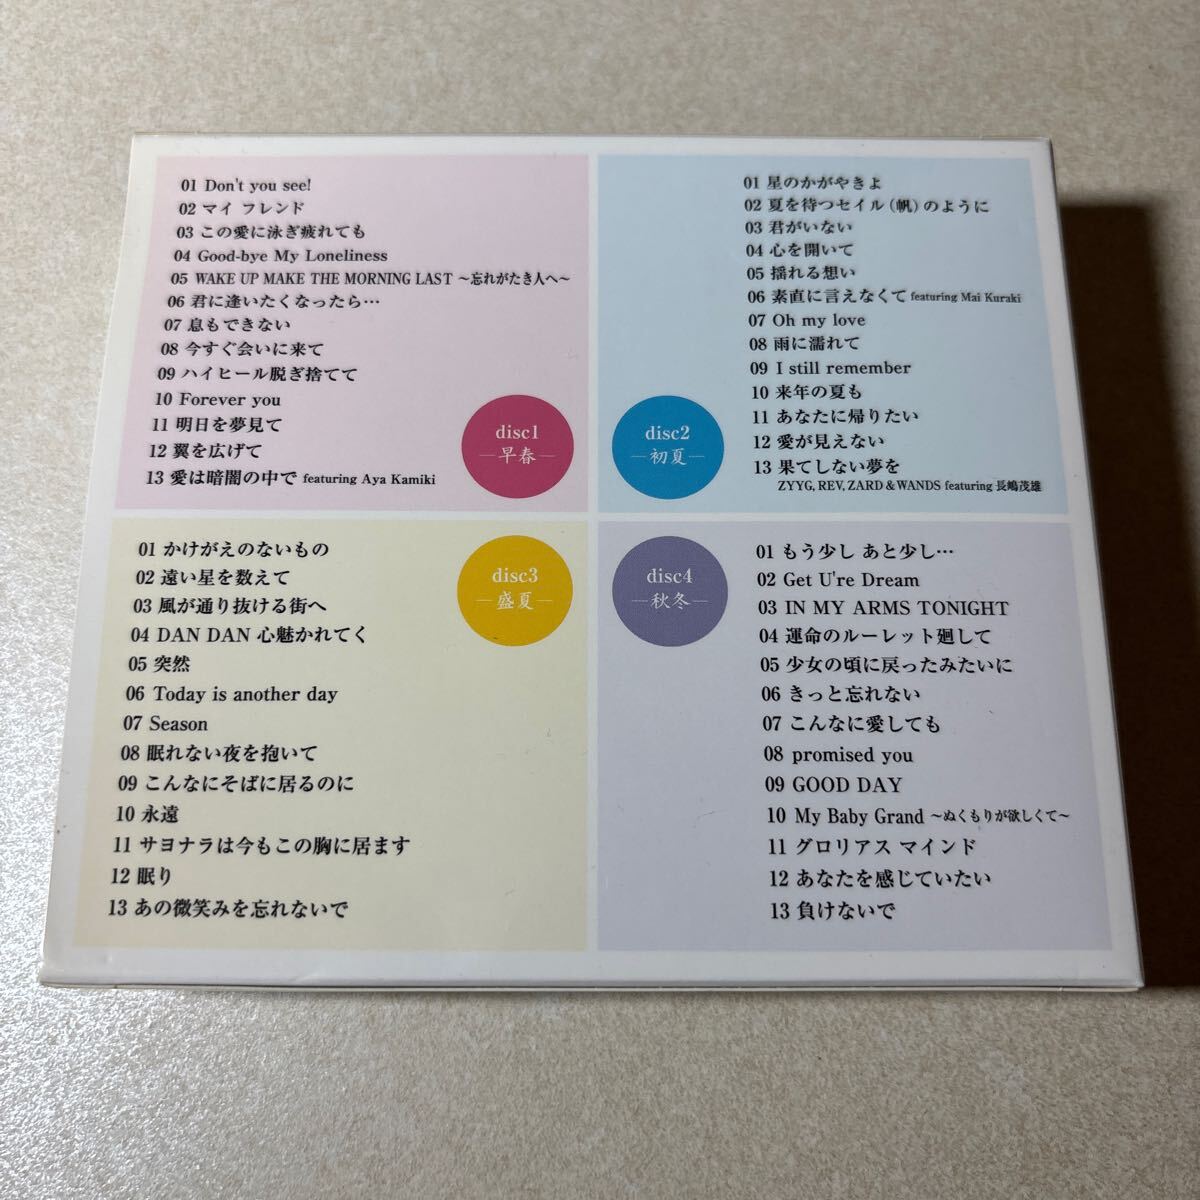 01 Don't you see!
02 マイ フレンド
03 この愛に泳ぎ疲れても
04 Good-bye My Loneliness
05 WAKE UP MAKE THE MORNING LAST ～忘れがたき人へ～
06 君に逢いたくなったら…
07 息もできない
08 今すぐ会いに来て
09 ハイヒール脱ぎ捨てて
10 Forever you
11 明日を夢見て
12 翼を広げて
13 愛は暗闇の中で featuring Aya Kamiki
disc1
―早春―
01 星のかがやきよ
02 夏を待つセイル(帆)のように
03 君がいない
04 心を開いて
05 揺れる想い
06 素直に言えなくて featuring Mai Kuraki
07 Oh my love
08 雨に濡れて
09 I still remember
10 来年の夏も
11 あなたに帰りたい
12 愛が見えない
13 果てしない夢を
ZYYG, REV, ZARD & WANDS featuring 長嶋茂雄
disc2
―初夏―
01 かけがえのないもの
02 遠い星を数えて
03 風が通り抜ける街へ
04 DAN DAN 心魅かれてく
05 突然
06 Today is another day
07 Season
08 眠れない夜を抱いて
09 こんなにそばに居るのに
10 永遠
11 サヨナラは今もこの胸に居ます
12 眠り
13 あの微笑みを忘れないで
disc3
―盛夏―
01 もう少し あと少し…
02 Get U're Dream
03 IN MY ARMS TONIGHT
04 運命のルーレット廻して
05 少女の頃に戻ったみたいに
06 きっと忘れない
07 こんなに愛しても
08 promised you
09 GOOD DAY
10 My Baby Grand ～ぬくもりが欲しくて～
11 グロリアス マインド
12 あなたを感じていたい
13 負けないで
disc4
―秋冬―